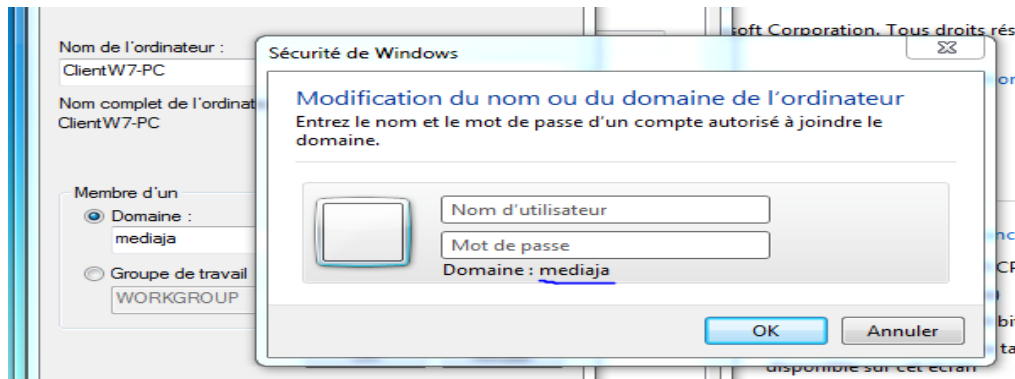 soft Corporation. Tous droits rés
Nom de l'ordinateur :
ClientW7-PC
Nom complet de l'ordinat
ClientW7-PC
Membre d'un
Domaine :
mediaja
Groupe de travail
WORKGROUP
Sécurité de Windows
Modification du nom ou du domaine de l'ordinateur
Entrez le nom et le mot de passe d'un compte autorisé à joindre le
domaine.
Nom d'utilisateur
Mot de passe
Domaine : mediaja
OK
Annuler
disponible sur cet écran